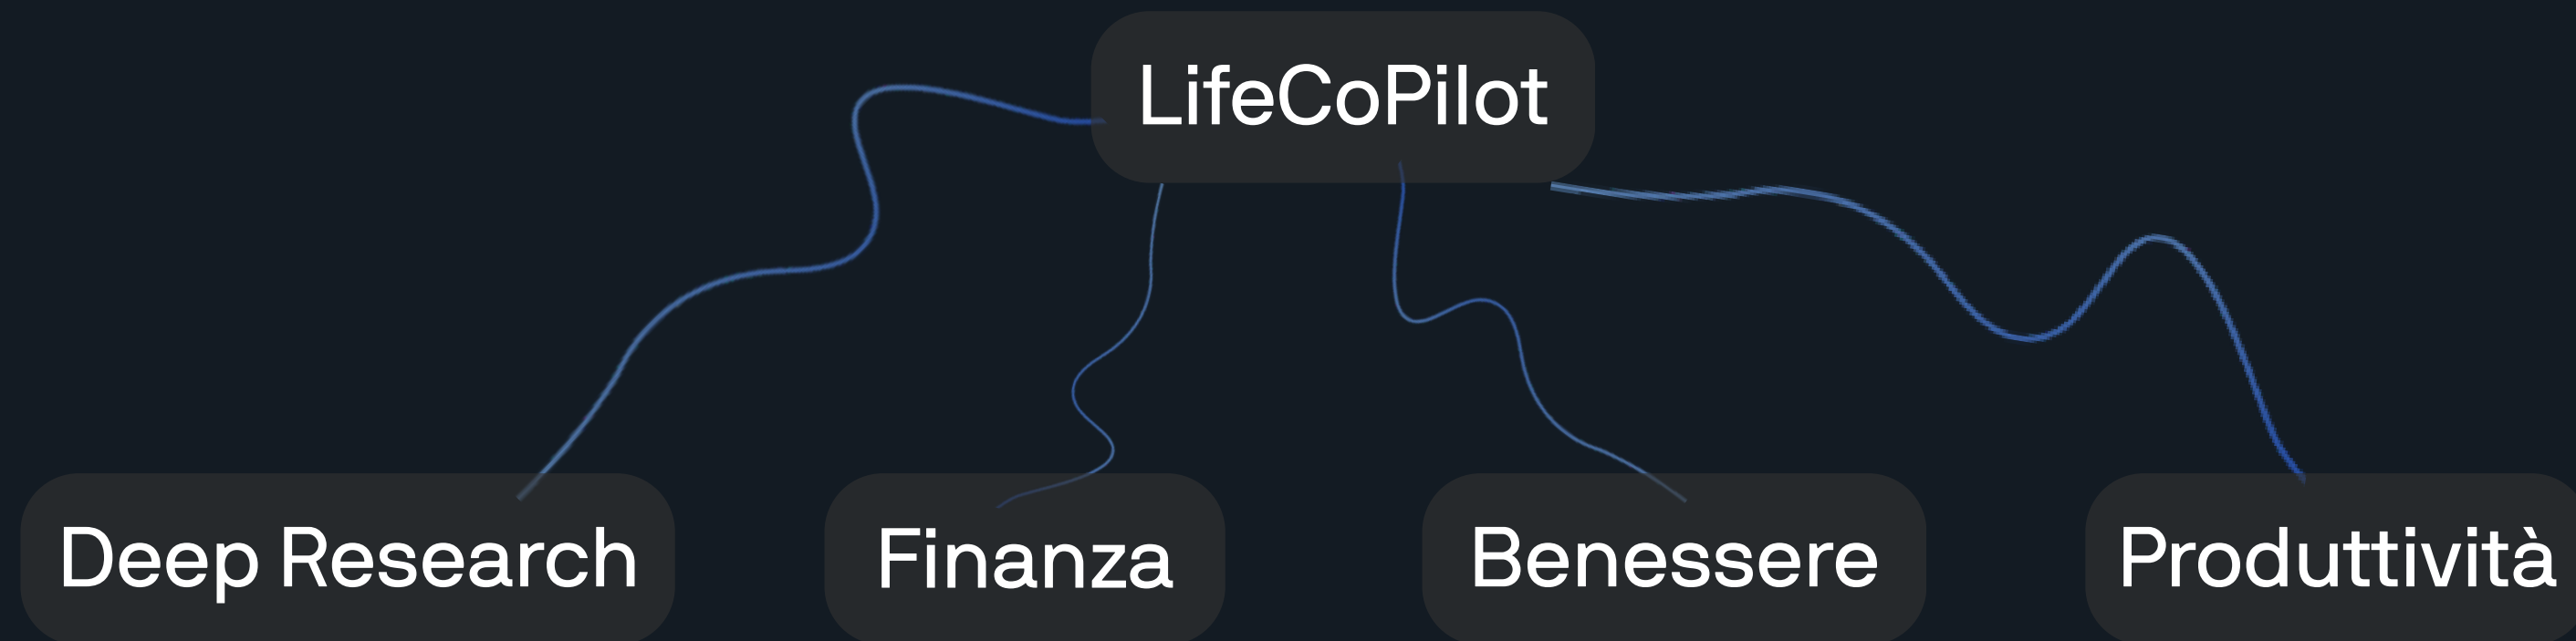 LifeCoPilot
Deep Research
Finanza
Benessere
Produttività